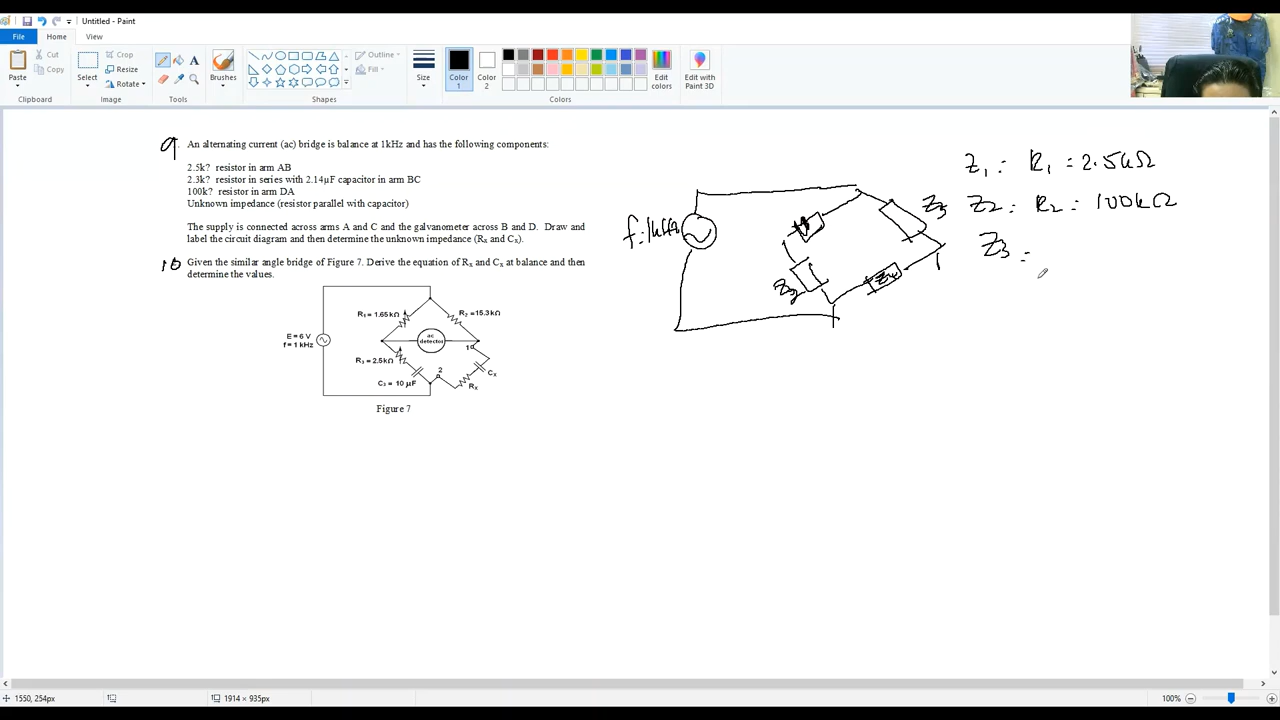 Untitled - Paint
File Home View
Paste
Cut
Copy
Clipboard
Select
Crop
Resize
Rotate
Image
Tools
Brushes
Shapes
Outline
Fill
Size
Color 1
Color 2
Colors
Edit colors
Edit with Paint 3D
9 An alternating current (ac) bridge is balance at 1kHz and has the following components:
2.5k? resistor in arm AB
2.3k? resistor in series with 2.14µF capacitor in arm BC
100k? resistor in DA
Unknown impedance (resistor parallel with capacitor)
The supply is connected across arms A and C and the galvanometer across B and D. Draw and
label the circuit diagram and then determine the unknown impedance (Rx and Cx).
10 Given the similar angle bridge of Figure 7. Derive the equation of Rx and Cx at balance and then
determine the values.
E = 6 V
f = 1 kHz
R1 = 1.65 kΩ
R2 = 15.3kΩ
ac
detector
1
R3 = 2.5kΩ
C3 = 10 µF
2
Rx
Cx
Figure 7
f: 1kHz
Z3
Z4
Z1 = R1 = 2.5kΩ
Z3 Z2 = R2 = 100kΩ
Z3 =
1550, 254px
1914 × 935px
100%